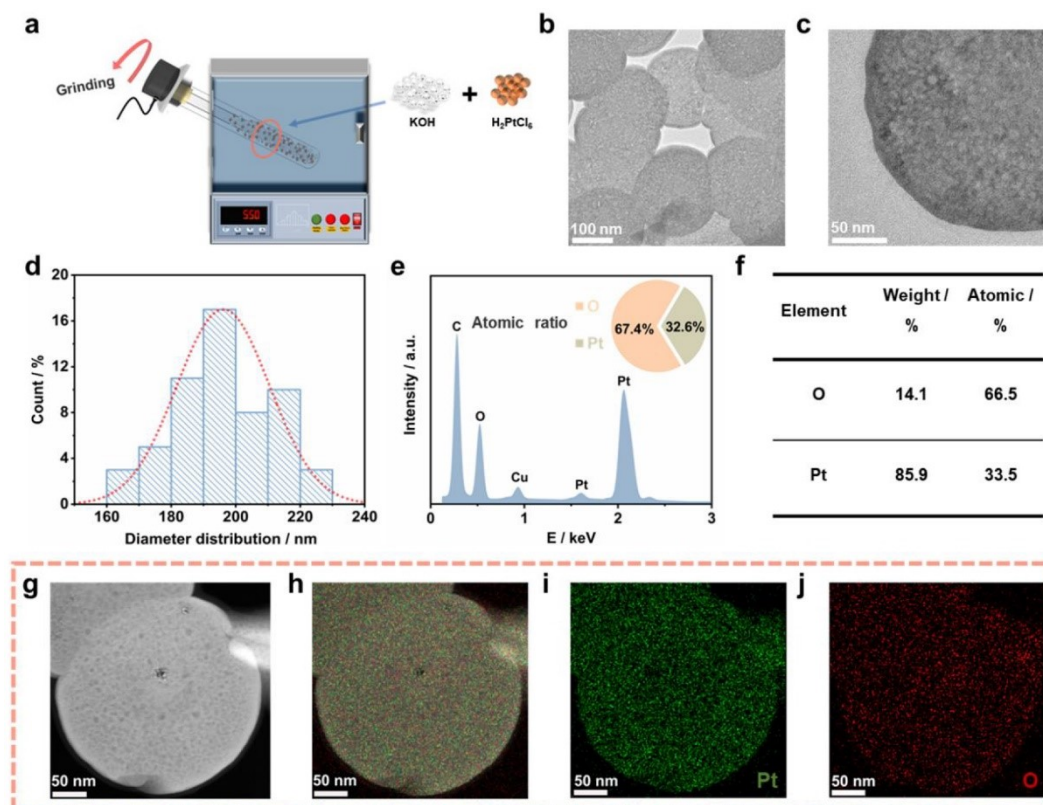 a
Grinding
550
KOH
+
H₂PtCl₆
b
100 nm
c
50 nm
d
20
16
12
8
4
0
Count / %
160
180
200
220
240
Diameter distribution / nm
e
Intensity / a.u.
C
O
Cu
Pt
Pt
Atomic ratio
O
Pt
67.4%
32.6%
0
1
2
3
E / keV
f
Element
Weight / %
Atomic / %
O 14.1 66.5
Pt 85.9 33.5
g
50 nm
h
50 nm
i
50 nm
Pt
j
50 nm
O